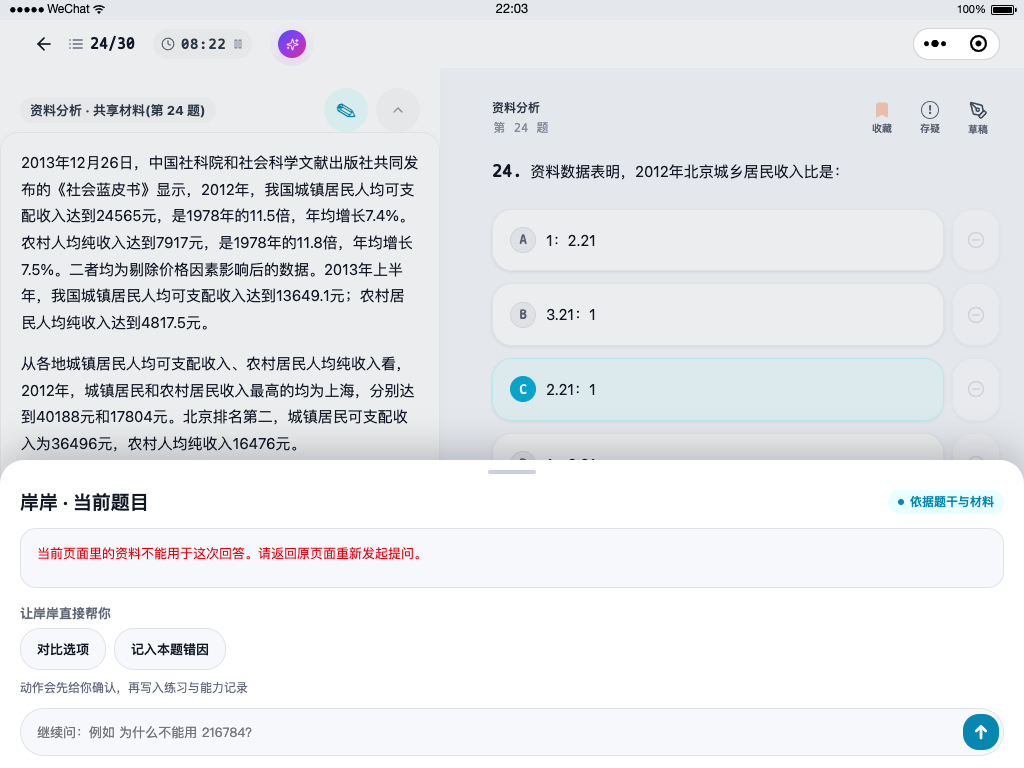 WeChat
22:03
100%
24/30
08:22
资料分析 · 共享材料(第 24 题)
2013年12月26日，中国社科院和社会科学文献出版社共同发
布的《社会蓝皮书》显示，2012年，我国城镇居民人均可支
配收入达到24565元，是1978年的11.5倍，年均增长7.4%。
农村人均纯收入达到7917元，是1978年的11.8倍，年均增长
7.5%。二者均为剔除价格因素影响后的数据。2013年上半
年，我国城镇居民人均可支配收入达到13649.1元；农村居
民人均纯收入达到4817.5元。
从各地城镇居民人均可支配收入、农村居民人均纯收入看，
2012年，城镇居民和农村居民收入最高的均为上海，分别达
到40188元和17804元。北京排名第二，城镇居民可支配收
入为36496元，农村人均纯收入16476元。
资料分析
第 24 题
收藏
存疑
草稿
24. 资料数据表明，2012年北京城乡居民收入比是：
A 1：2.21
B 3.21：1
C 2.21：1
岸岸 · 当前题目
依据题干与材料
当前页面里的资料不能用于这次回答。请返回原页面重新发起提问。
让岸岸直接帮你
对比选项
记入本题错因
动作会先给你确认，再写入练习与能力记录
继续问：例如 为什么不能用 216784?